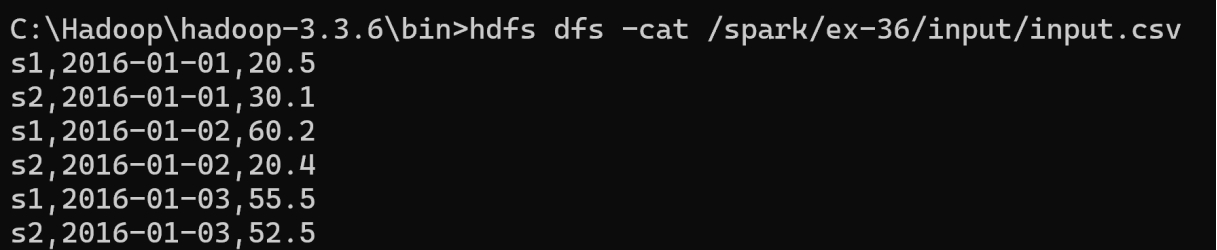 C:\Hadoop\hadoop-3.3.6\bin>hdfs dfs -cat /spark/ex-36/input/input.csv
s1,2016-01-01,20.5
s2,2016-01-01,30.1
s1,2016-01-02,60.2
s2,2016-01-02,20.4
s1,2016-01-03,55.5
s2,2016-01-03,52.5